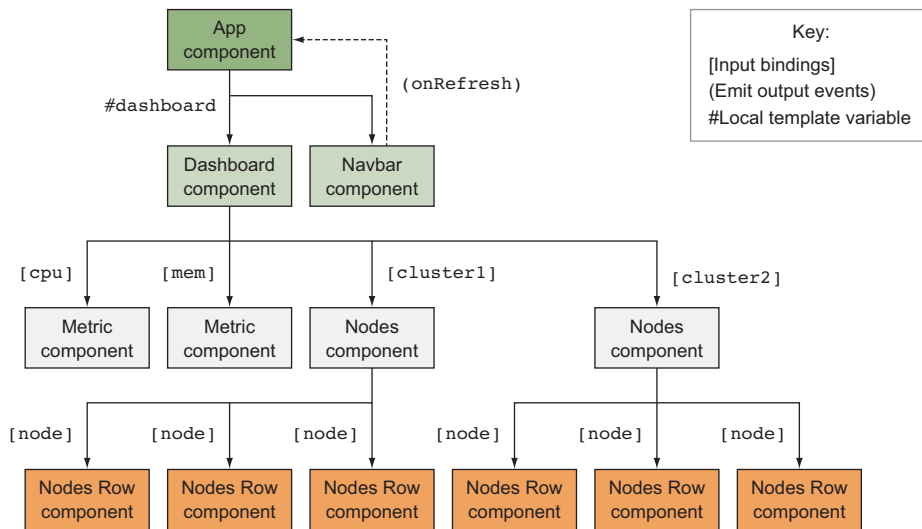 App
component
Key:
[Input bindings]
(Emit output events)
#Local template variable
(onRefresh)
#dashboard
Dashboard
component
Navbar
component
[cpu]
[mem]
[cluster1]
[cluster2]
Metric
component
Metric
component
Nodes
component
Nodes
component
[node]
[node]
[node]
[node]
[node]
[node]
Nodes Row
component
Nodes Row
component
Nodes Row
component
Nodes Row
component
Nodes Row
component
Nodes Row
component